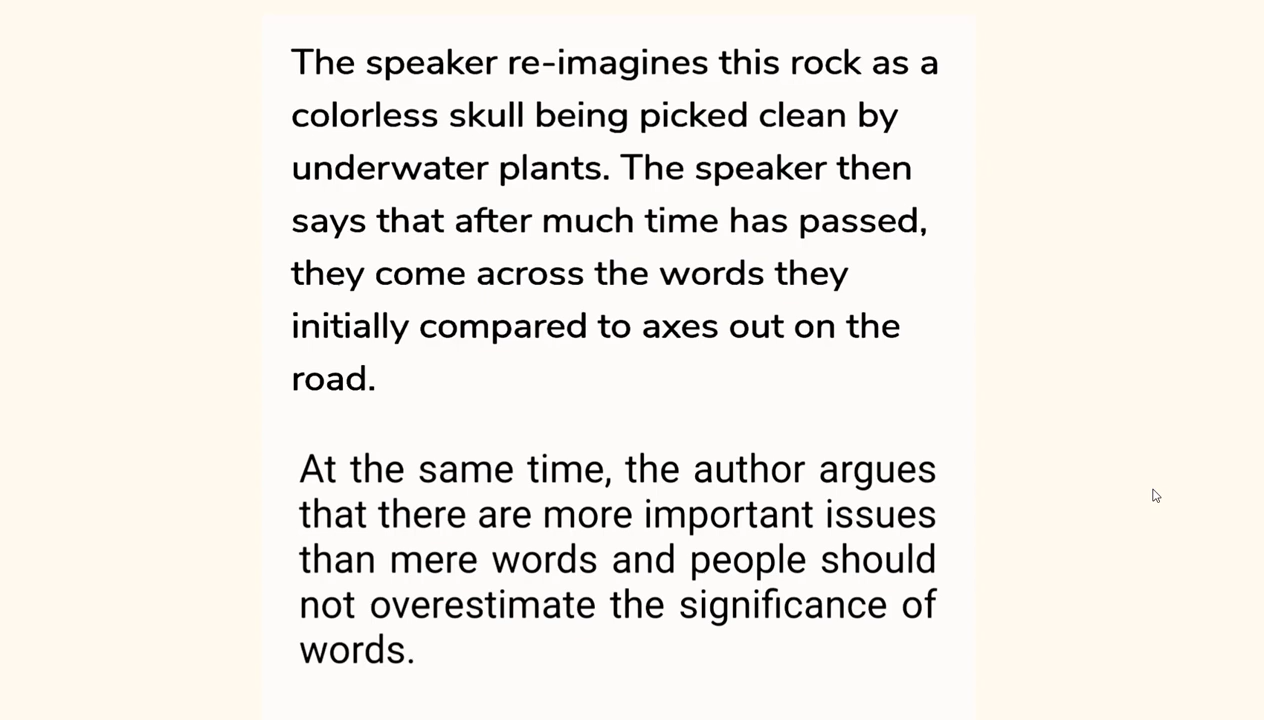 The speaker re-imagines this rock as a
colorless skull being picked clean by
underwater plants. The speaker then
says that after much time has passed,
they come across the words they
initially compared to axes out on the
road.
At the same time, the author argues
that there are more important issues
than mere words and people should
not overestimate the significance of
words.